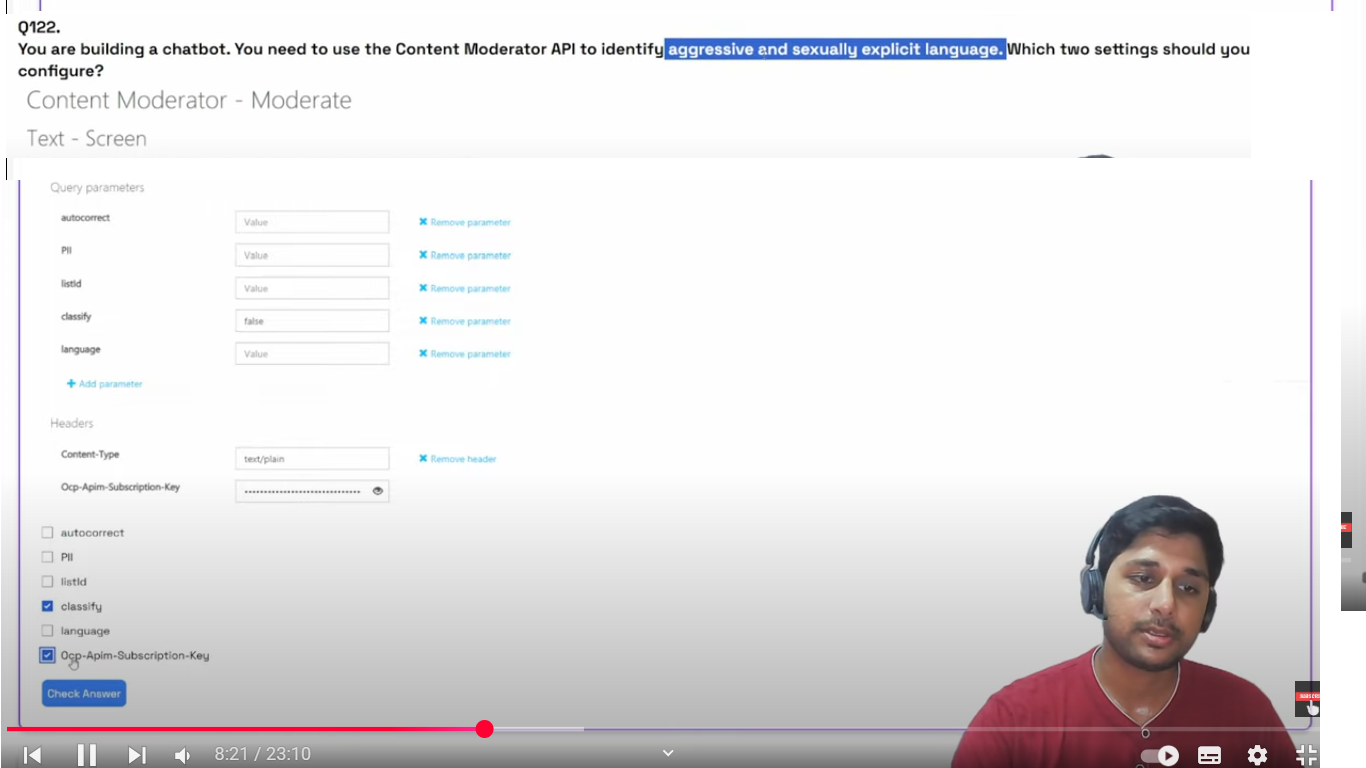 Q122.
You are building a chatbot. You need to use the Content Moderator API to identify aggressive and sexually explicit language. Which two settings should you
configure?
Content Moderator - Moderate
Text - Screen
Query parameters
autocorrect Value ✖ Remove parameter
PII Value ✖ Remove parameter
listId Value ✖ Remove parameter
classify false ✖ Remove parameter
language Value ✖ Remove parameter
+ Add parameter
Headers
Content-Type text/plain ✖ Remove header
Ocp-Apim-Subscription-Key
autocorrect
PII
listId
classify
language
Ocp-Apim-Subscription-Key
Check Answer
8:21 / 23:10